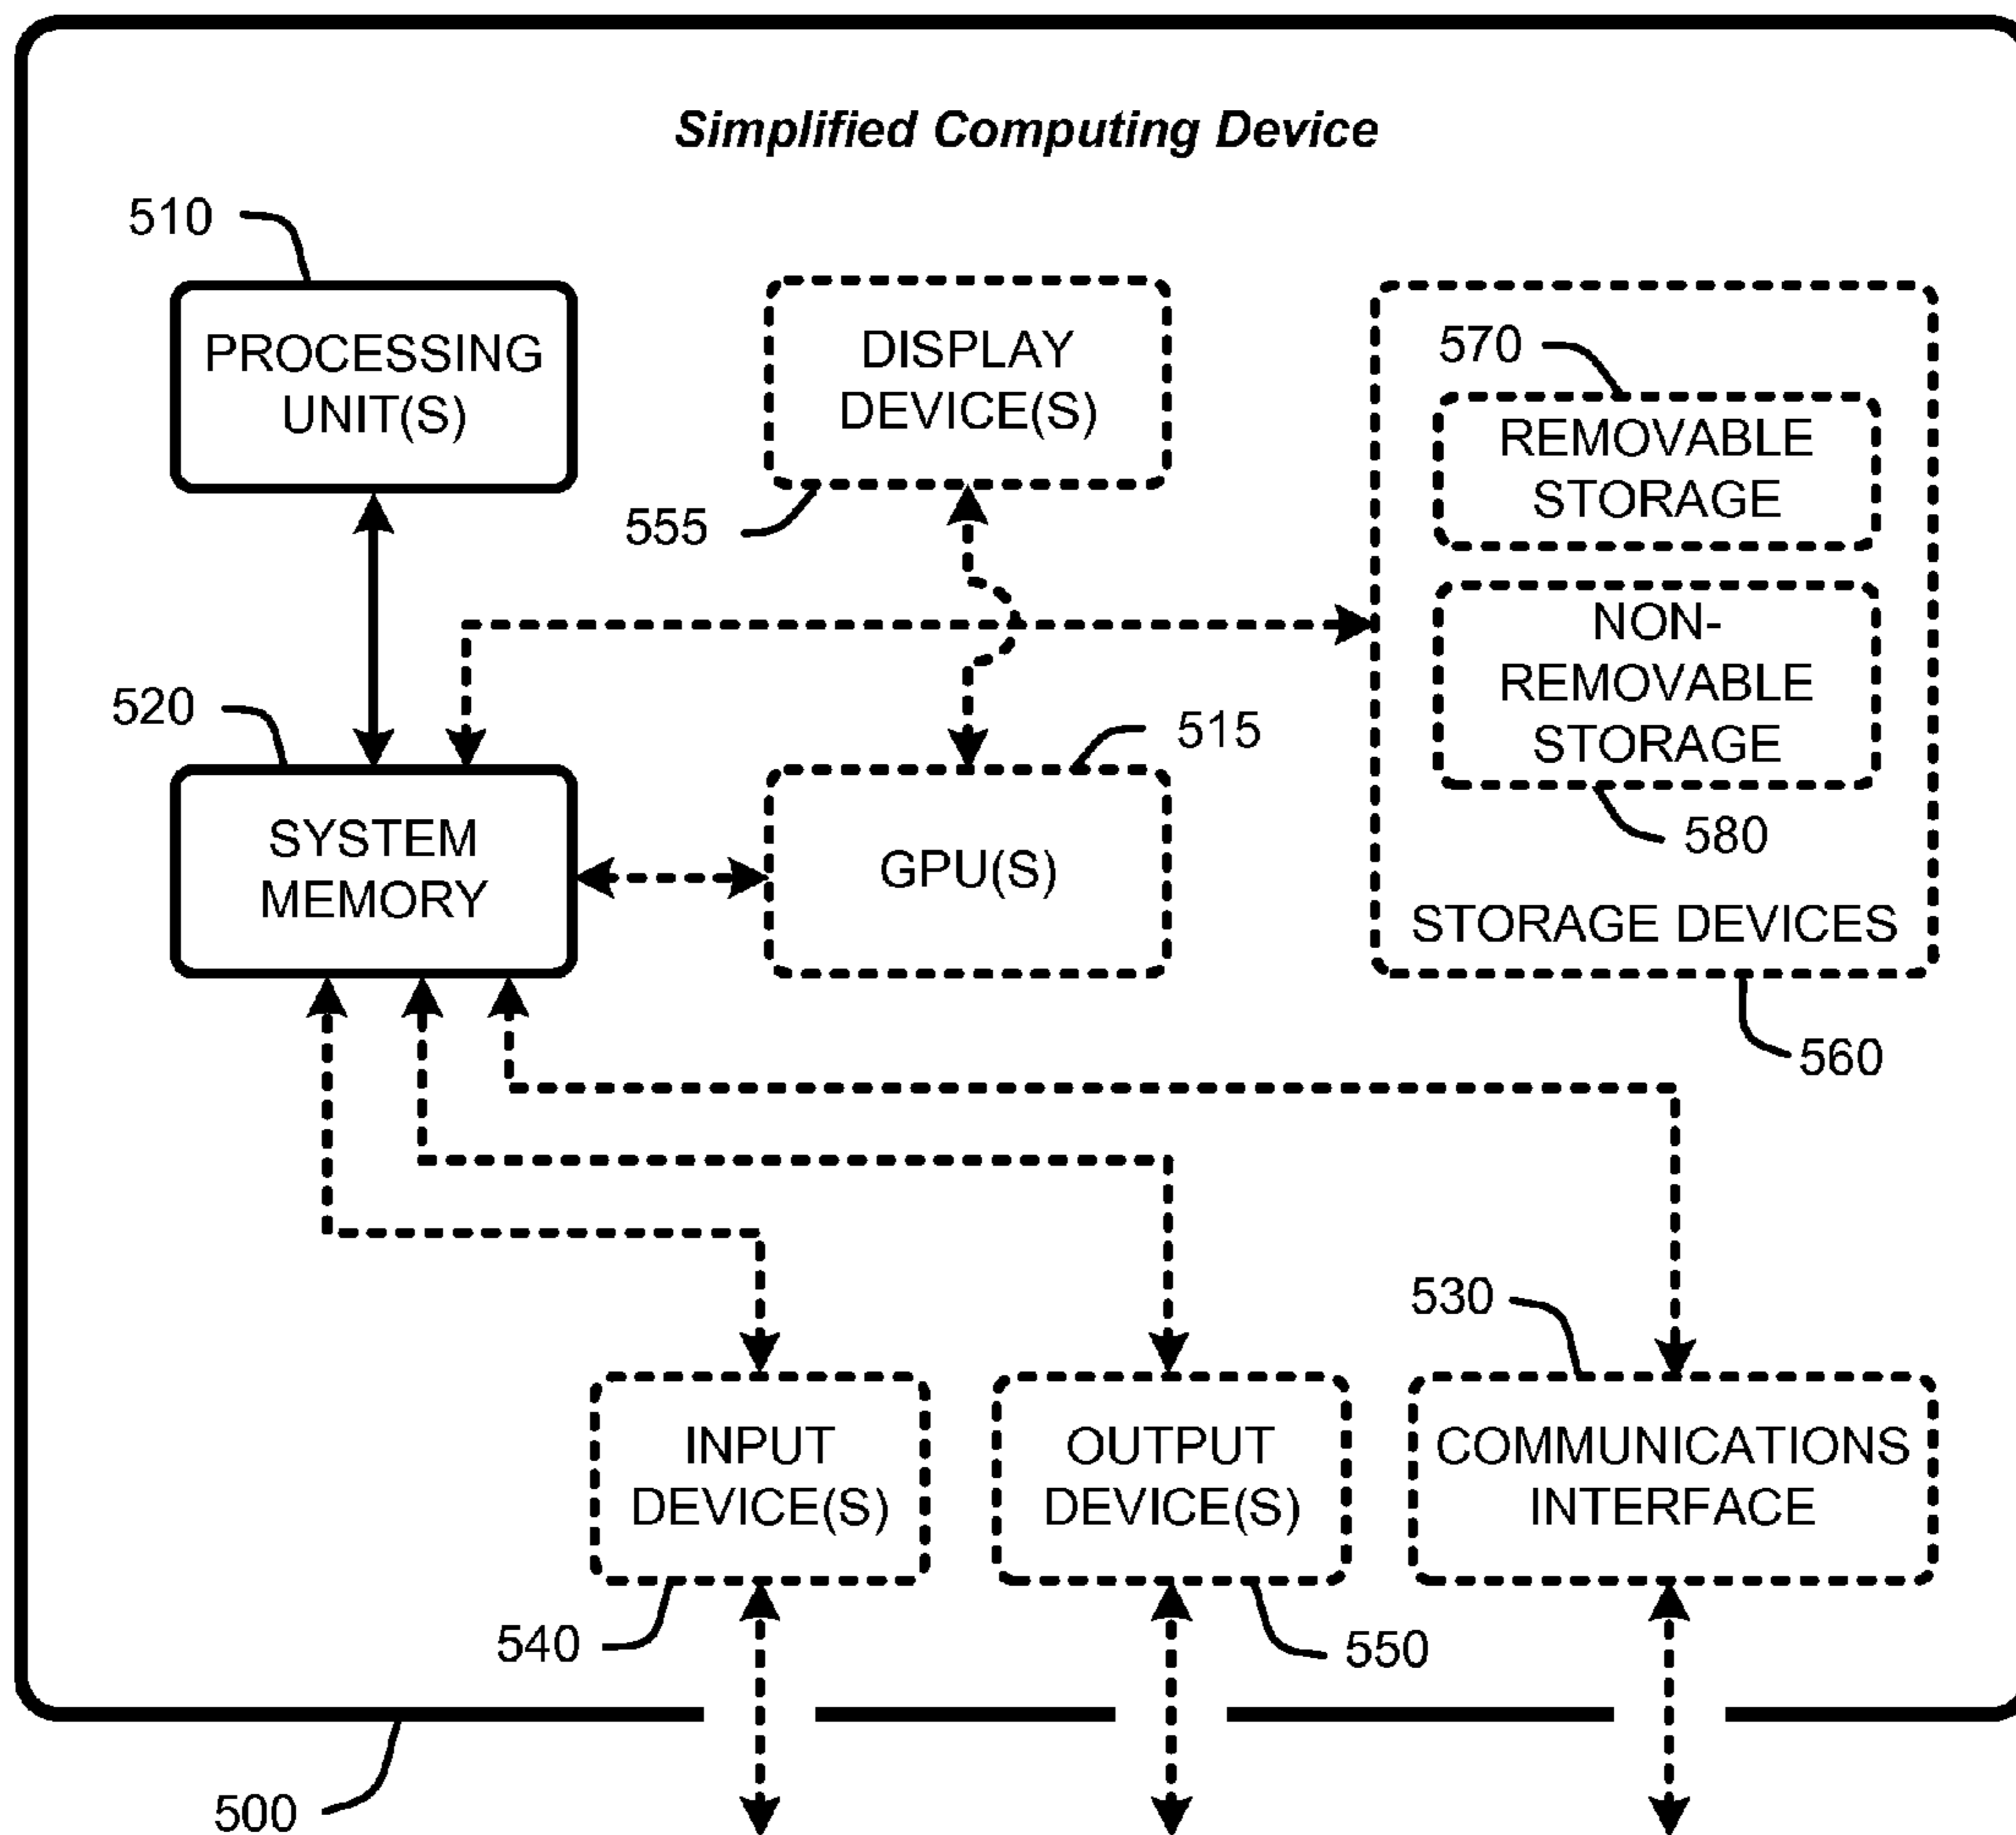 Simplified Computing Device
510
PROCESSING
UNIT(S)
DISPLAY
DEVICE(S)
555
570
REMOVABLE
STORAGE
NON-
REMOVABLE
STORAGE
580
STORAGE DEVICES
560
520
SYSTEM
MEMORY
515
GPU(S)
530
INPUT
DEVICE(S)
540
OUTPUT
DEVICE(S)
550
COMMUNICATIONS
INTERFACE
500